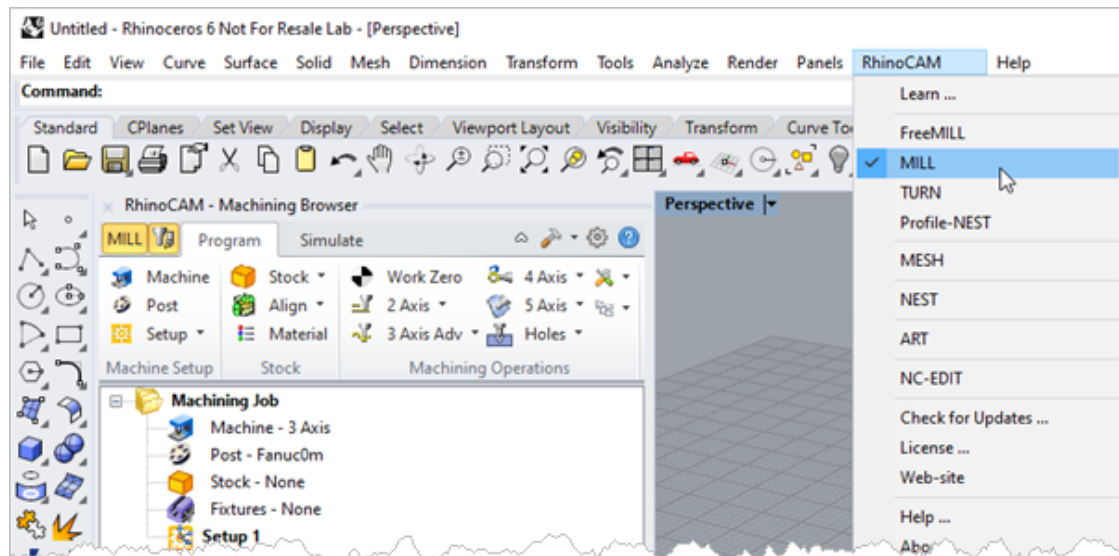 Untitled - Rhinoceros 6 Not For Resale Lab - [Perspective]
File Edit View Curve Surface Solid Mesh Dimension Transform Tools Analyze Render Panels RhinoCAM Help
Command:
Standard CPlanes Set View Display Select Viewport Layout Visibility Transform Curve
RhinoCAM - Machining Browser
MILL Program Simulate
Machine Stock Work Zero 4 Axis
Post Align 2 Axis 5 Axis
Setup Material 3 Axis Adv Holes
Machine Setup Stock Machining Operations
Machining Job
Machine - 3 Axis
Post - Fanuc0m
Stock - None
Fixtures - None
Setup 1
Perspective
Learn ...
FreeMILL
MILL
TURN
Profile-NEST
MESH
NEST
ART
NC-EDIT
Check for Updates ...
License ...
Web-site
Help ...